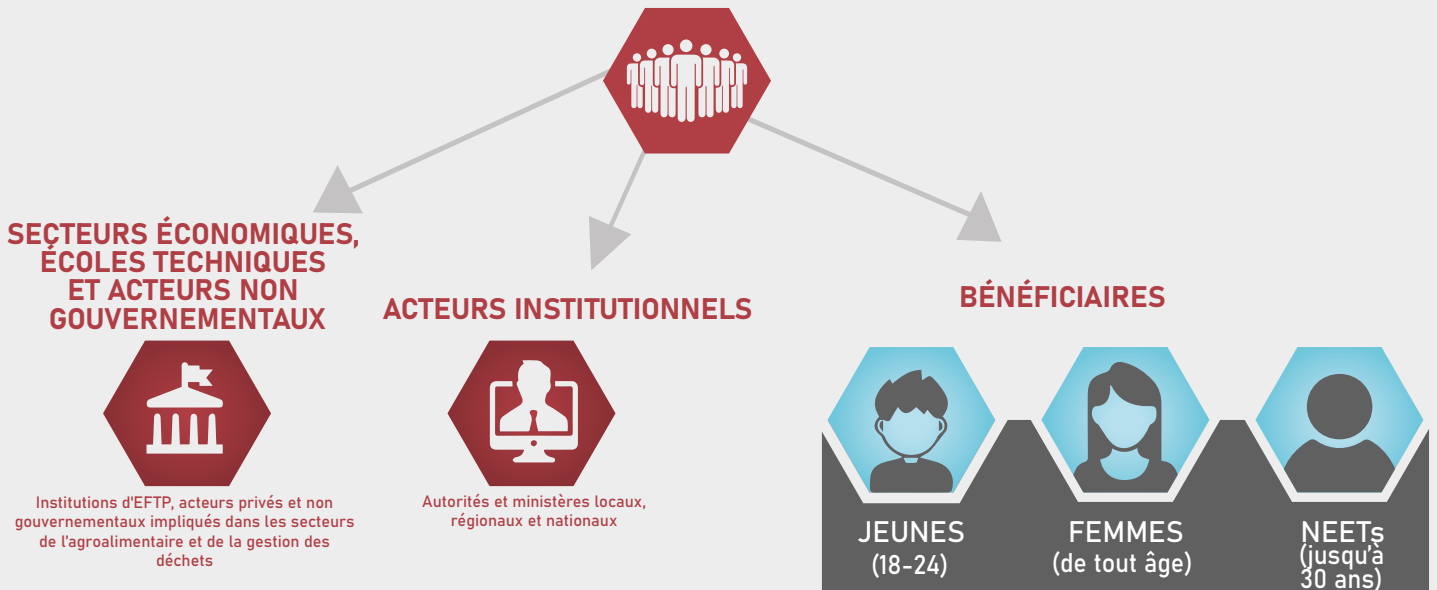 SECTEURS ÉCONOMIQUES,
ÉCOLES TECHNIQUES
ET ACTEURS NON
GOUVERNEMENTAUX
Institutions d'EFTP, acteurs privés et non
gouvernementaux impliqués dans les secteurs
de l'agroalimentaire et de la gestion des
déchets
ACTEURS INSTITUTIONNELS
Autorités et ministères locaux,
régionaux et nationaux
BÉNÉFICIAIRES
JEUNES
(18-24)
FEMMES
(de tout âge)
NEETs
(jusqu'à
30 ans)